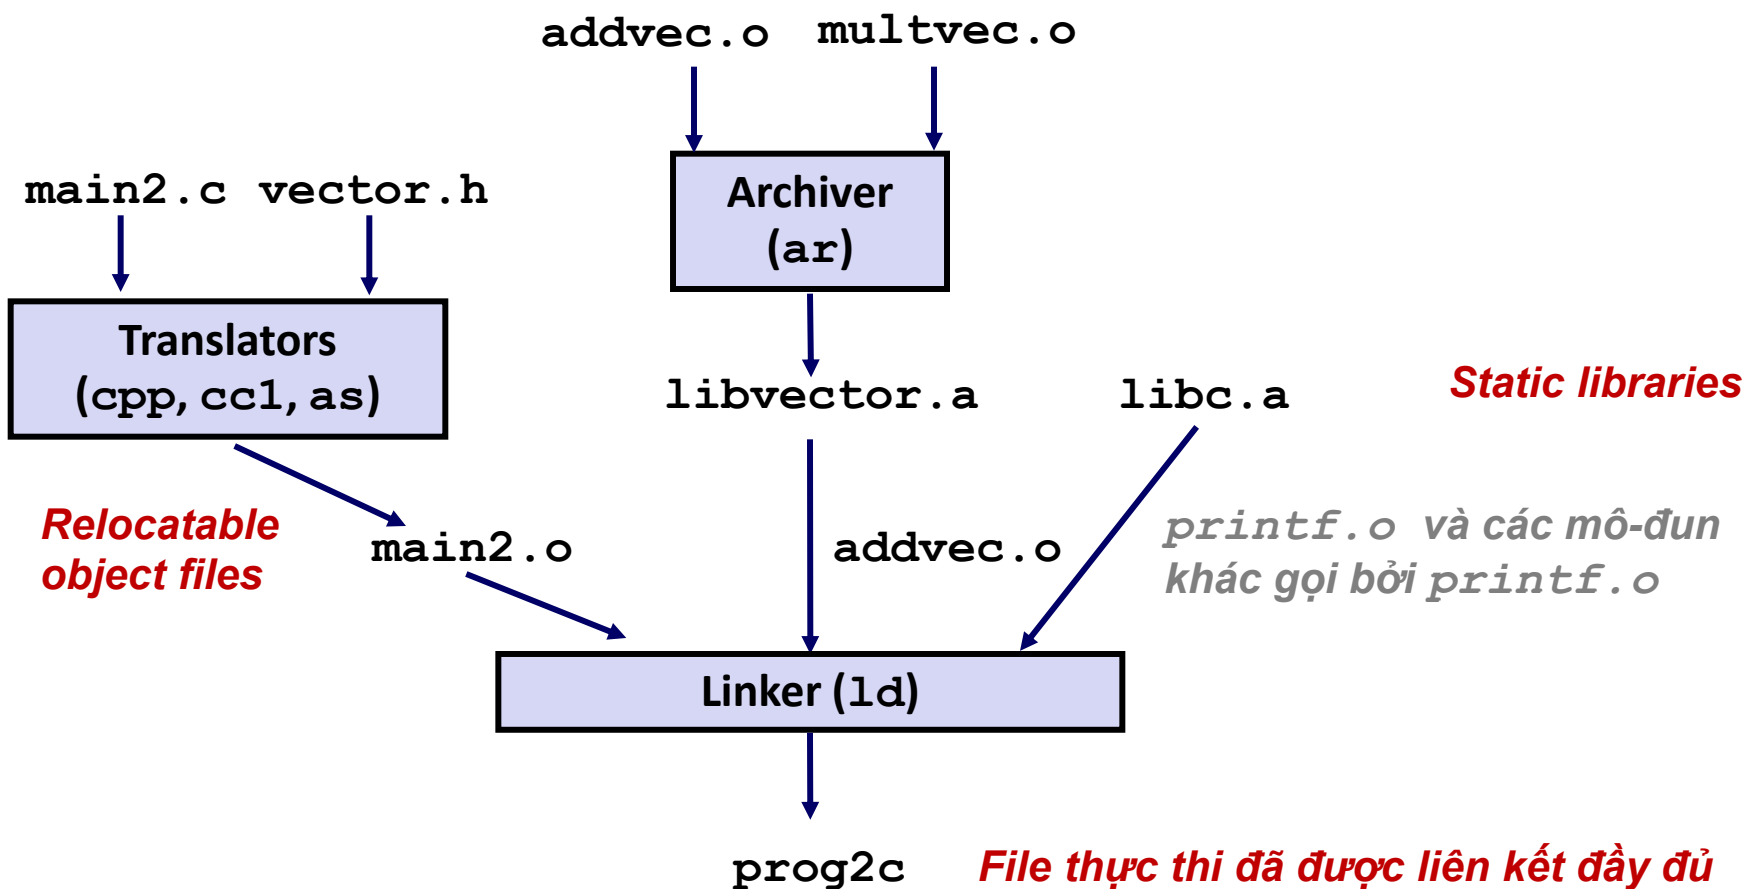 addvec.o multvec.o
main2.c vector.h
Archiver
(ar)
Translators
(cpp, cc1, as)
libvector.a
libc.a
Static libraries
Relocatable
object files
main2.o
addvec.o
printf.o và các mô-đun
khác gọi bởi printf.o
Linker (ld)
prog2c
File thực thi đã được liên kết đầy đủ